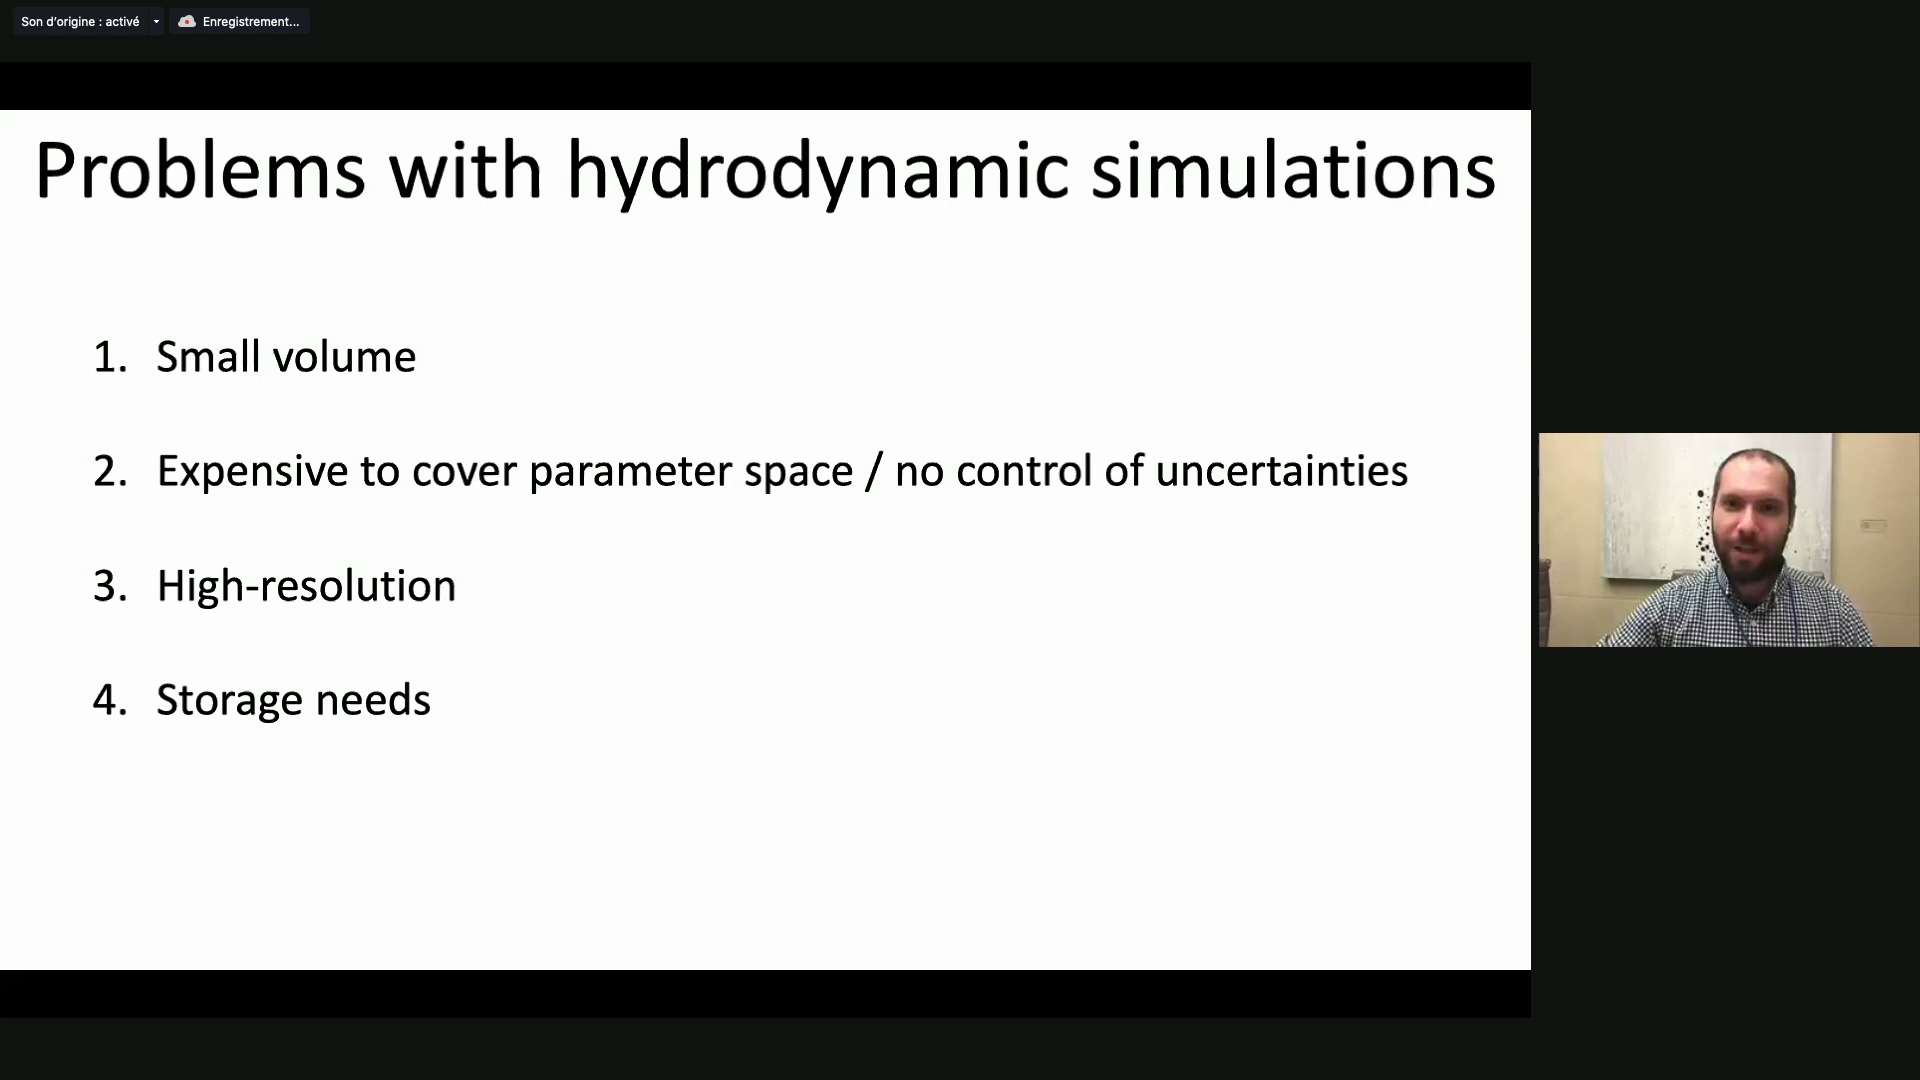 Son d'origine : activé
Enregistrement...
Problems with hydrodynamic simulations
1. Small volume
2. Expensive to cover parameter space / no control of uncertainties
3. High-resolution
4. Storage needs